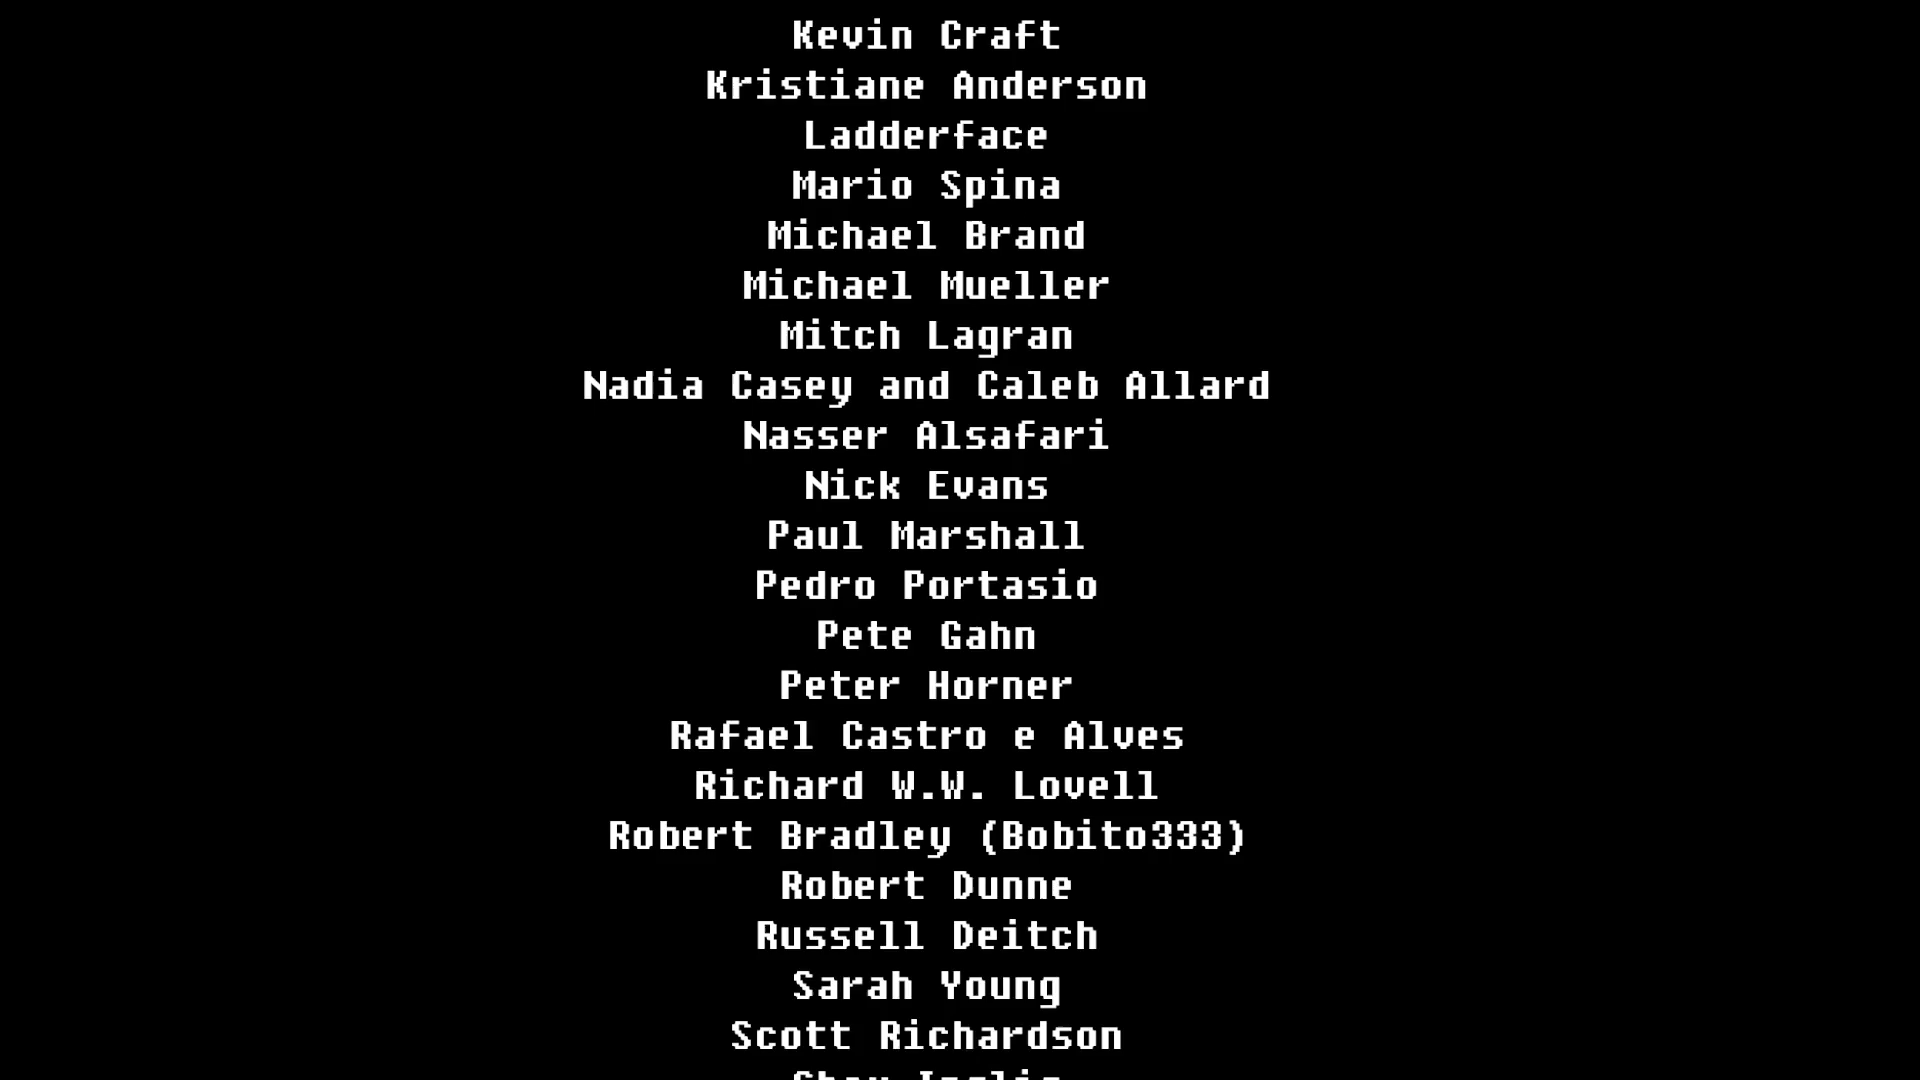 Kevin Craft
Kristiane Anderson
Ladderface
Mario Spina
Michael Brand
Michael Mueller
Mitch Lagran
Nadia Casey and Caleb Allard
Nasser Alsafari
Nick Evans
Paul Marshall
Pedro Portasio
Pete Gahn
Peter Horner
Rafael Castro e Alves
Richard W.W. Lovell
Robert Bradley (Bobito333)
Robert Dunne
Russell Deitch
Sarah Young
Scott Richardson